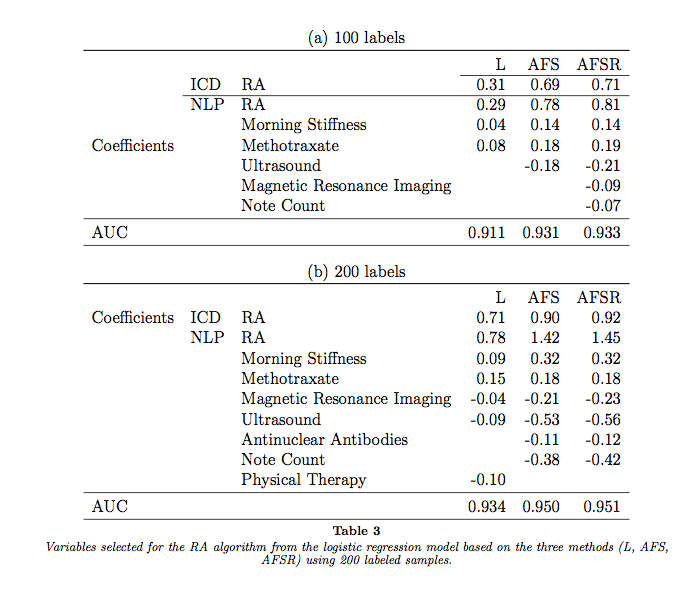 (a) 100 labels
L AFS AFSR
ICD RA 0.31 0.69 0.71
NLP RA 0.29 0.78 0.81
Morning Stiffness 0.04 0.14 0.14
Coefficients Methotraxate 0.08 0.18 0.19
Ultrasound -0.18 -0.21
Magnetic Resonance Imaging -0.09
Note Count -0.07
AUC 0.911 0.931 0.933
(b) 200 labels
L AFS AFSR
Coefficients ICD RA 0.71 0.90 0.92
NLP RA 0.78 1.42 1.45
Morning Stiffness 0.09 0.32 0.32
Methotraxate 0.15 0.18 0.18
Magnetic Resonance Imaging -0.04 -0.21 -0.23
Ultrasound -0.09 -0.53 -0.56
Antinuclear Antibodies -0.11 -0.12
Note Count -0.38 -0.42
Physical Therapy -0.10
AUC 0.934 0.950 0.951
Table 3
Variables selected for the RA algorithm from the logistic regression model based on the three methods (L, AFS,
AFSR) using 200 labeled samples.